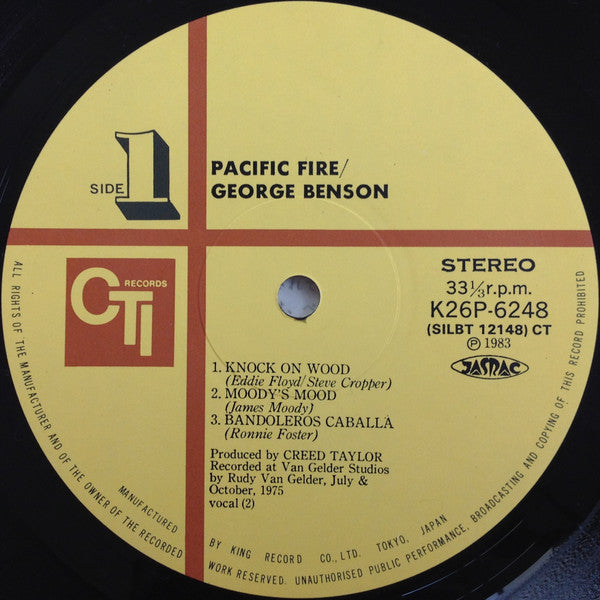 SIDE 1
PACIFIC FIRE/
GEORGE BENSON
CTI RECORDS
STEREO
33⅓r.p.m.
K26P-6248
(SILBT 12148) CT
Ⓟ 1983
JASRAC
1. KNOCK ON WOOD
(Eddie Floyd/Steve Cropper)
2. MOODY'S MOOD
(James Moody)
3. BANDOLEROS CABALLÀ
(Ronnie Foster)
Produced by CREED TAYLOR
Recorded at Van Gelder Studios
by Rudy Van Gelder, July &
October, 1975
vocal (2)
MANUFACTURED BY KING RECORD CO., LTD. TOKYO, JAPAN
ALL RIGHTS OF THE MANUFACTURER AND OF THE OWNER OF THE RECORDED WORK RESERVED. UNAUTHORISED PUBLIC PERFORMANCE, BROADCASTING AND COPYING OF THIS RECORD PROHIBITED